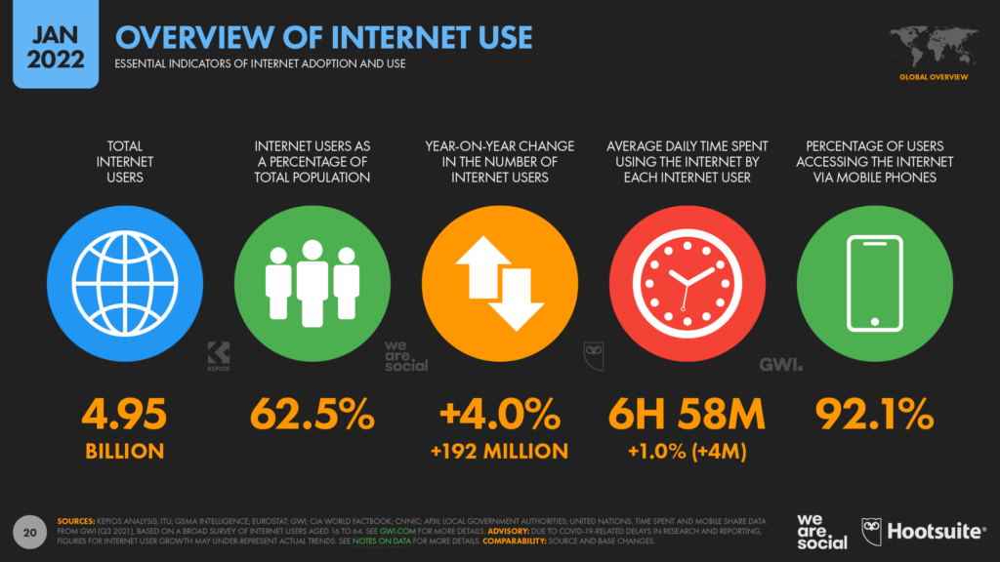 JAN
2022
OVERVIEW OF INTERNET USE
ESSENTIAL INDICATORS OF INTERNET ADOPTION AND USE
GLOBAL OVERVIEW
TOTAL
INTERNET
USERS
INTERNET USERS AS
A PERCENTAGE OF
TOTAL POPULATION
YEAR-ON-YEAR CHANGE
IN THE NUMBER OF
INTERNET USERS
AVERAGE DAILY TIME SPENT
USING THE INTERNET BY
EACH INTERNET USER
PERCENTAGE OF USERS
ACCESSING THE INTERNET
VIA MOBILE PHONES
KEPIOS
we
are
social
GWI.
4.95
BILLION
62.5%
+4.0%
+192 MILLION
6H 58M
+1.0% (+4M)
92.1%
20
SOURCES: KEPIOS ANALYSIS; ITU; GSMA INTELLIGENCE; EUROSTAT; GWI; CIA WORLD FACTBOOK; CNNIC; APJII; LOCAL GOVERNMENT AUTHORITIES; UNITED NATIONS. TIME SPENT AND MOBILE SHARE DATA
FROM GWI (Q3 2021), BASED ON A BROAD SURVEY OF INTERNET USERS AGED 16 TO 64. SEE GWI.COM FOR MORE DETAILS. ADVISORY: DUE TO COVID-19-RELATED DELAYS IN RESEARCH AND REPORTING,
FIGURES FOR INTERNET USER GROWTH MAY UNDER-REPRESENT ACTUAL TRENDS. SEE NOTES ON DATA FOR MORE DETAILS. COMPARABILITY: SOURCE AND BASE CHANGES.
we
are
social
Hootsuite®